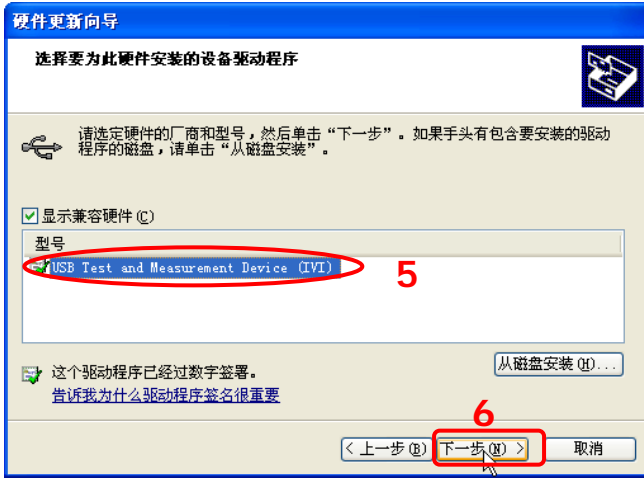 硬件更新向导
选择要为此硬件安装的设备驱动程序
请选定硬件的厂商和型号，然后单击“下一步”。如果手头有包含要安装的驱动
程序的磁盘，请单击“从磁盘安装”。
显示兼容硬件(C)
型号
USB Test and Measurement Device (IVI)
5
这个驱动程序已经过数字签署。
从磁盘安装(H)...
告诉我为什么驱动程序签名很重要
6
< 上一步(B)
下一步(N) >
取消